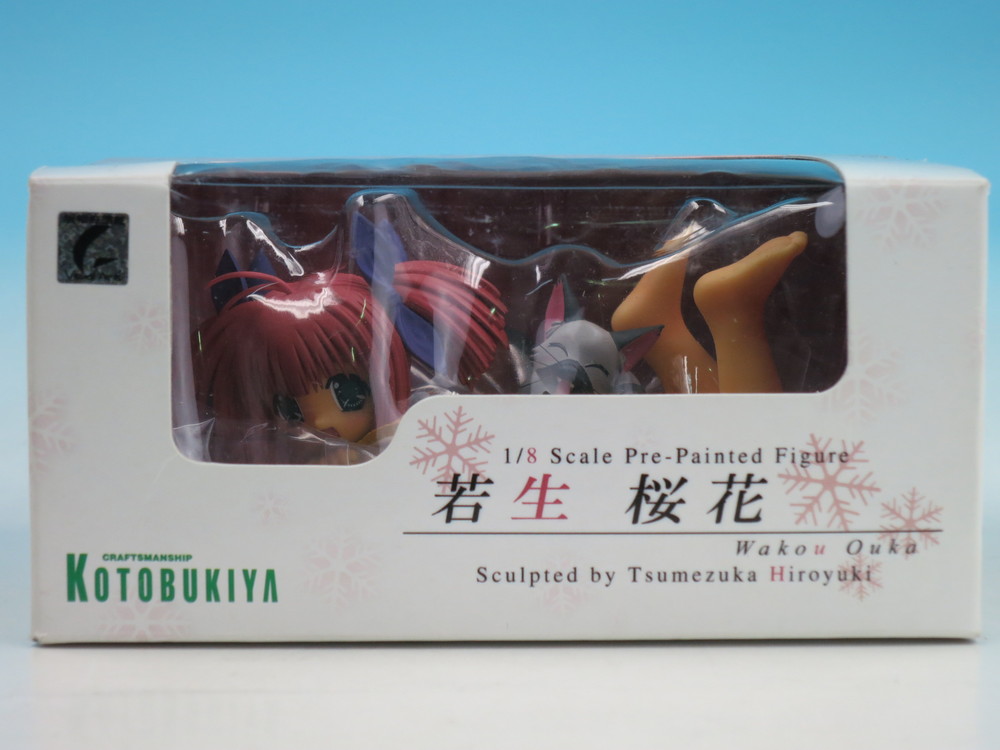 1/8 Scale Pre-Painted Figure
若生 桜花
Wakou Ouka
Sculpted by Tsumezuka Hiroyuki
CRAFTSMANSHIP
KOTOBUKIYA